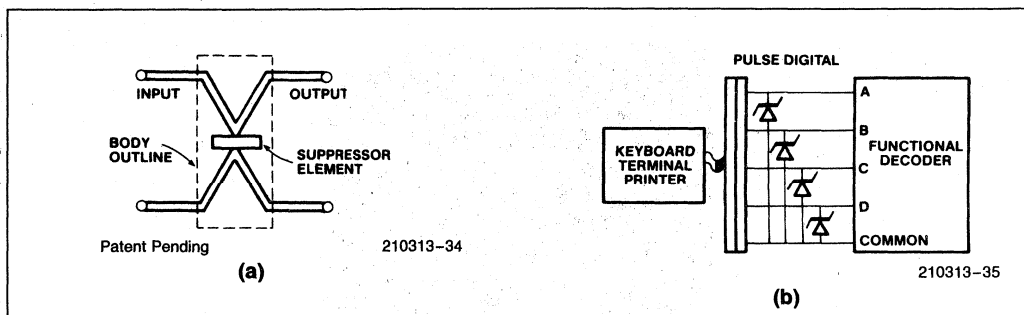 INPUT
OUTPUT
BODY
OUTLINE
SUPPRESSOR
ELEMENT
Patent Pending
210313-34
(a)
PULSE DIGITAL
KEYBOARD
TERMINAL
PRINTER
A
B
C
D
COMMON
FUNCTIONAL
DECODER
210313-35
(b)